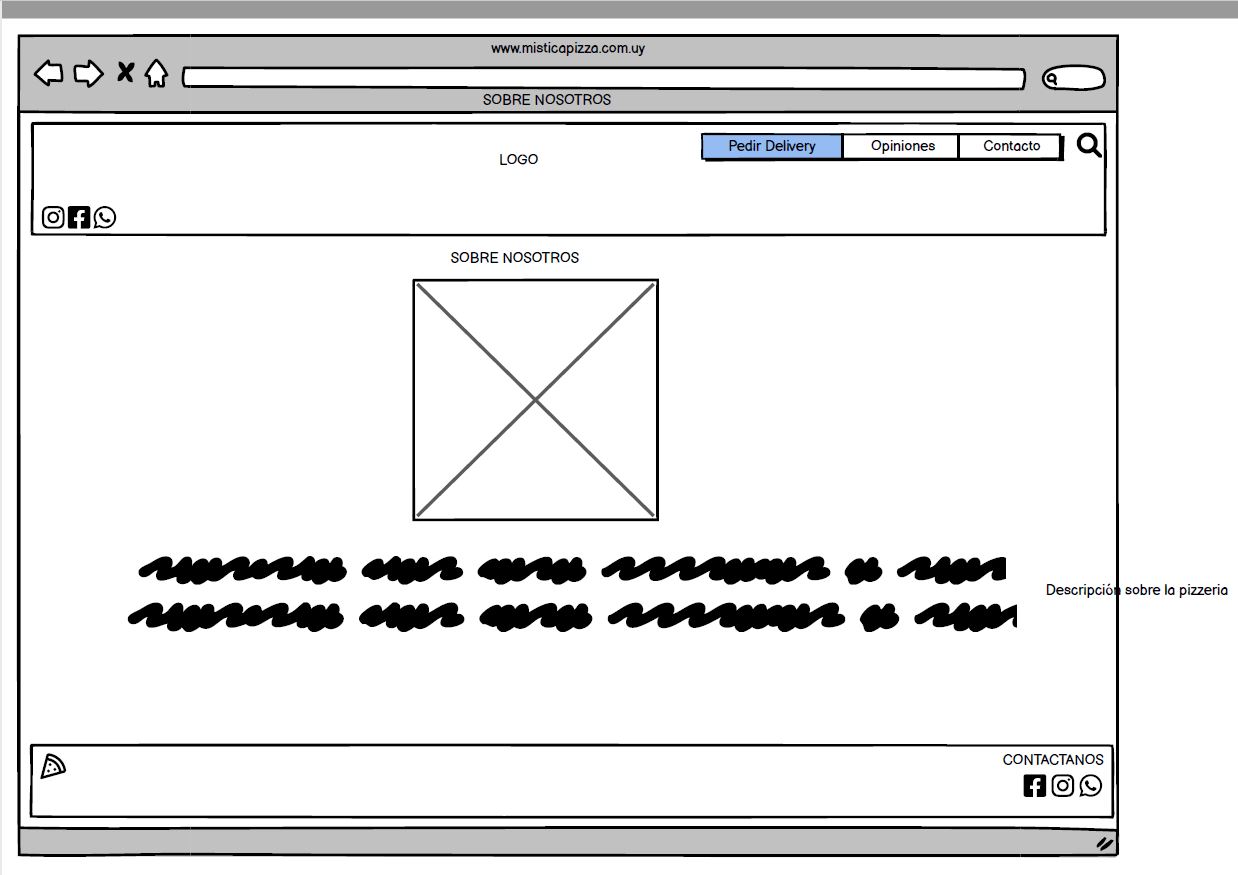 www.misticapizza.com.uy
SOBRE NOSOTROS
LOGO
Pedir Delivery
Opiniones
Contacto
SOBRE NOSOTROS
Descripción sobre la pizzeria
CONTACTANOS